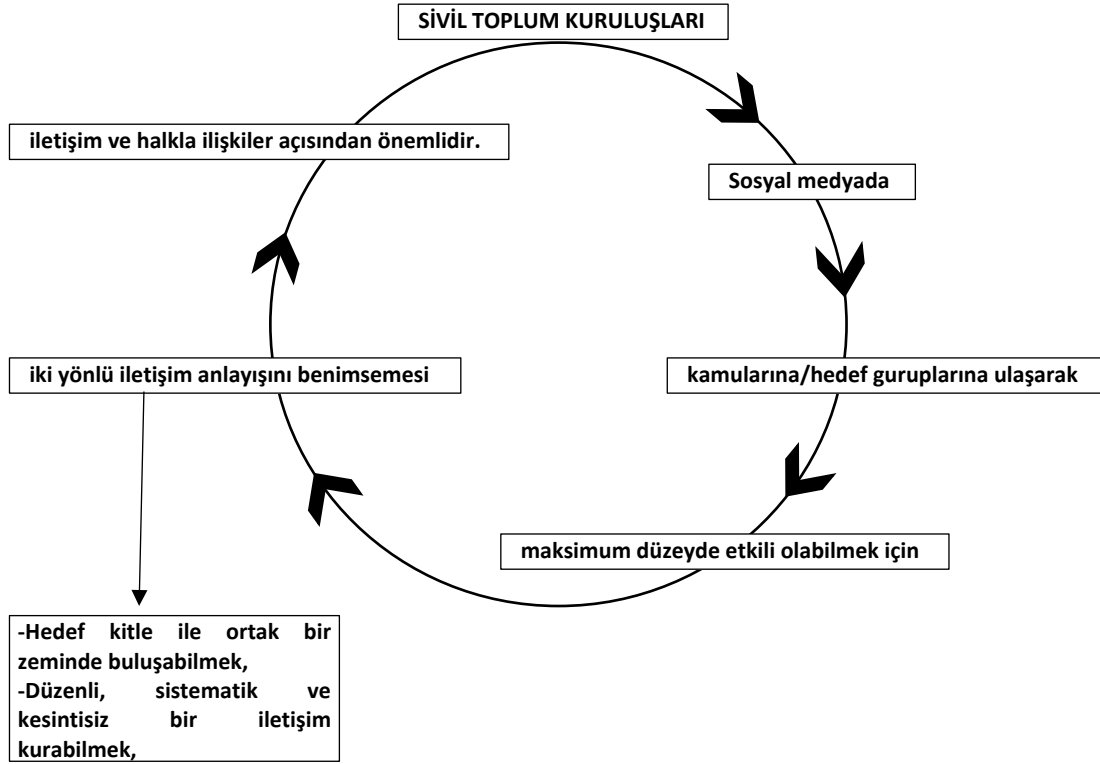 SİVİL TOPLUM KURULUŞLARI
Sosyal medyada
kamularına/hedef guruplarına ulaşarak
maksimum düzeyde etkili olabilmek için
iki yönlü iletişim anlayışını benimsemesi
iletişim ve halkla ilişkiler açısından önemlidir.
-Hedef kitle ile ortak bir
zeminde buluşabilmek,
-Düzenli, sistematik ve
kesintisiz bir iletişim
kurabilmek,